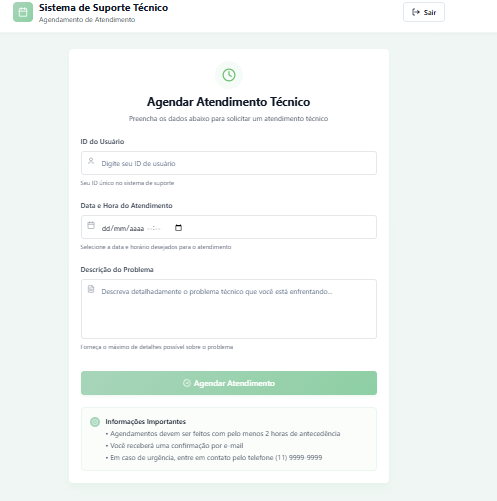 Sistema de Suporte Técnico
Agendamento de Atendimento
Sair
Agendar Atendimento Técnico
Preencha os dados abaixo para solicitar um atendimento técnico
ID do Usuário
Digite seu ID de usuário
Seu ID único no sistema de suporte
Data e Hora do Atendimento
dd/mm/aaaa --:--
Selecione a data e horário desejados para o atendimento
Descrição do Problema
Descreva detalhadamente o problema técnico que você está enfrentando...
Forneça o máximo de detalhes possível sobre o problema
Agendar Atendimento
Informações Importantes
• Agendamentos devem ser feitos com pelo menos 2 horas de antecedência
• Você receberá uma confirmação por e-mail
• Em caso de urgência, entre em contato pelo telefone (11) 9999-9999